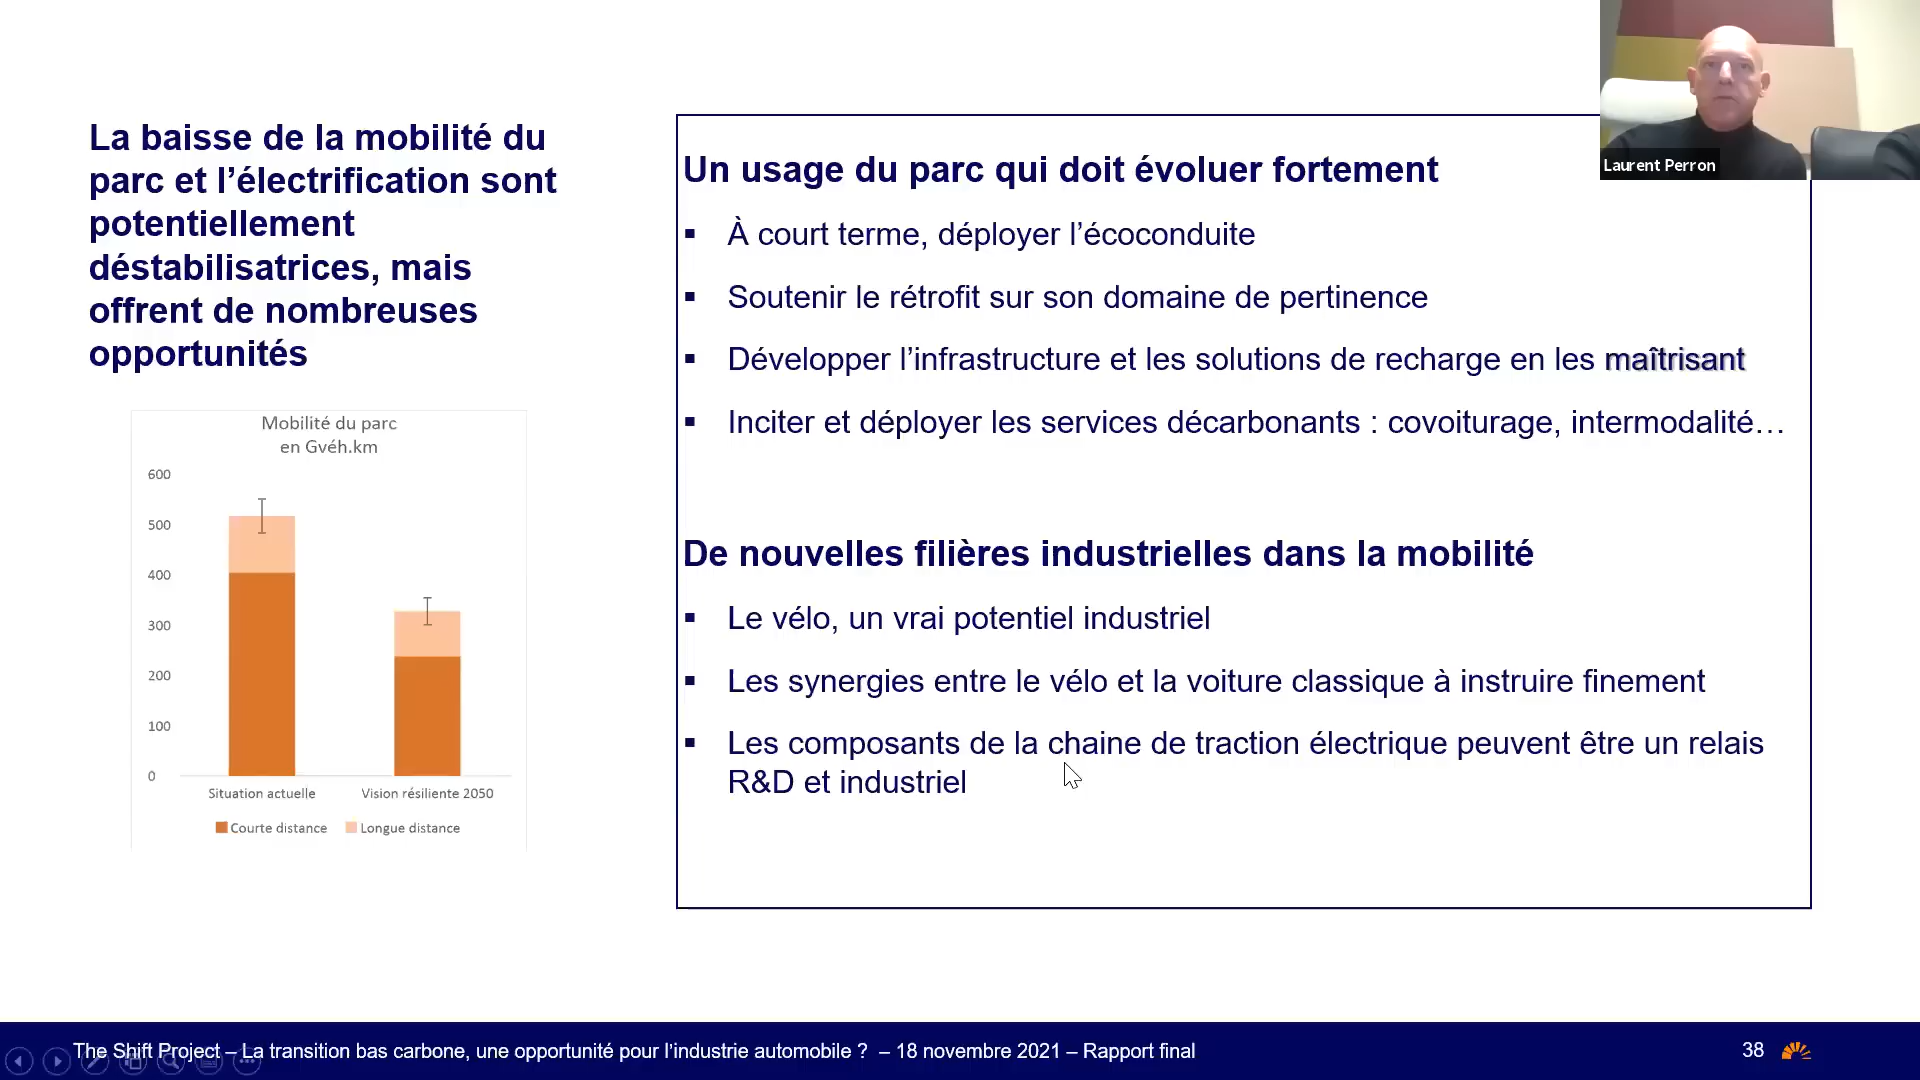 La baisse de la mobilité du
parc et l’électrification sont
potentiellement
déstabilisatrices, mais
offrent de nombreuses
opportunités
Mobilité du parc
en Gvéh.km
600
500
400
300
200
100
0
Situation actuelle
Vision résiliente 2050
Courte distance
Longue distance
Un usage du parc qui doit évoluer fortement
▪ À court terme, déployer l’écoconduite
▪ Soutenir le rétrofit sur son domaine de pertinence
▪ Développer l’infrastructure et les solutions de recharge en les maîtrisant
▪ Inciter et déployer les services décarbonants : covoiturage, intermodalité…
De nouvelles filières industrielles dans la mobilité
▪ Le vélo, un vrai potentiel industriel
▪ Les synergies entre le vélo et la voiture classique à instruire finement
▪ Les composants de la chaine de traction électrique peuvent être un relais
R&D et industriel
Laurent Perron
The Shift Project – La transition bas carbone, une opportunité pour l’industrie automobile ? – 18 novembre 2021 – Rapport final
38